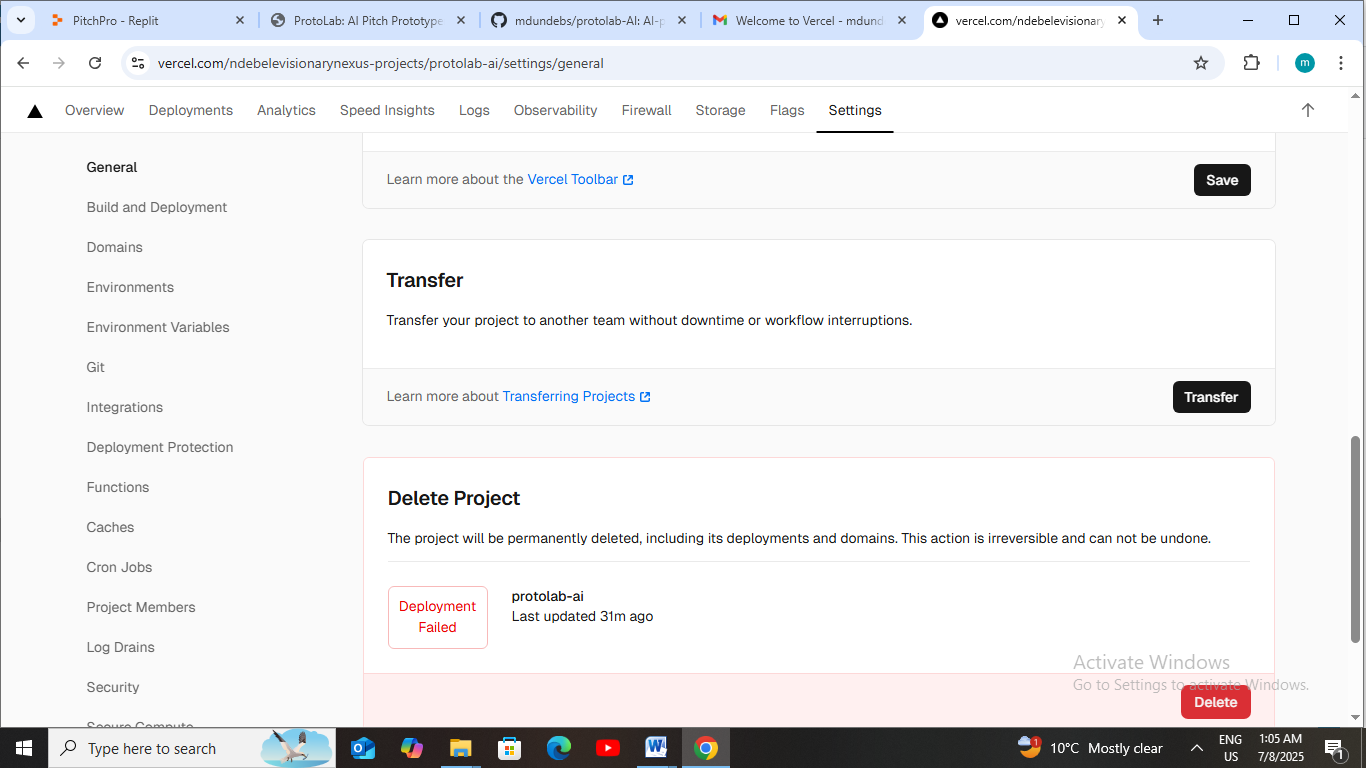 PitchPro - Replit
ProtoLab: AI Pitch Prototype
mdundebs/protolab-AI: AI-p
Welcome to Vercel - mdund
vercel.com/ndebelevisionary
vercel.com/ndebelevisionarynexus-projects/protolab-ai/settings/general
m
Overview
Deployments
Analytics
Speed Insights
Logs
Observability
Firewall
Storage
Flags
Settings
General
Build and Deployment
Domains
Environments
Environment Variables
Git
Integrations
Deployment Protection
Functions
Caches
Cron Jobs
Project Members
Log Drains
Security
Secure Compute
Learn more about the Vercel Toolbar
Save
Transfer
Transfer your project to another team without downtime or workflow interruptions.
Learn more about Transferring Projects
Transfer
Delete Project
The project will be permanently deleted, including its deployments and domains. This action is irreversible and can not be undone.
Deployment
Failed
protolab-ai
Last updated 31m ago
Delete
Activate Windows
Go to Settings to activate Windows.
Type here to search
1
10°C Mostly clear
ENG
US
1:05 AM
7/8/2025
1